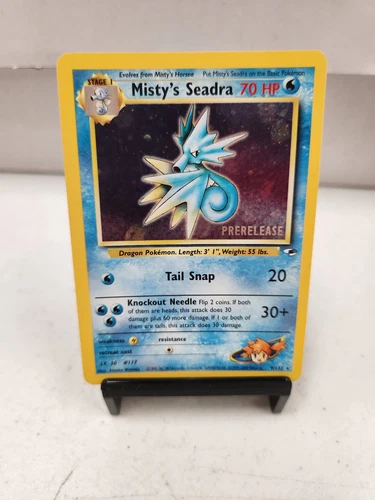 STAGE 1
Evolves from Misty's Horsea
Put Misty's Seadra on the Basic Pokémon
Misty's Seadra 70 HP
PRERELEASE
Dragon Pokémon. Length: 3' 1", Weight: 55 lbs.
Tail Snap 20
Knockout Needle Flip 2 coins. If both
of them are heads, this attack does 30
damage plus 60 more damage. If 1 or both of
them are tails, this attack does 30 damage.
30+
weakness
resistance
retreat cost
LV. 30 #117